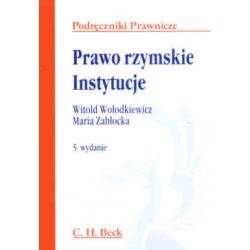 Podręczniki Prawnicze
Prawo rzymskie
Instytucje
Witold Wołodkiewicz
Maria Zabłocka
5. wydanie
C. H. Beck